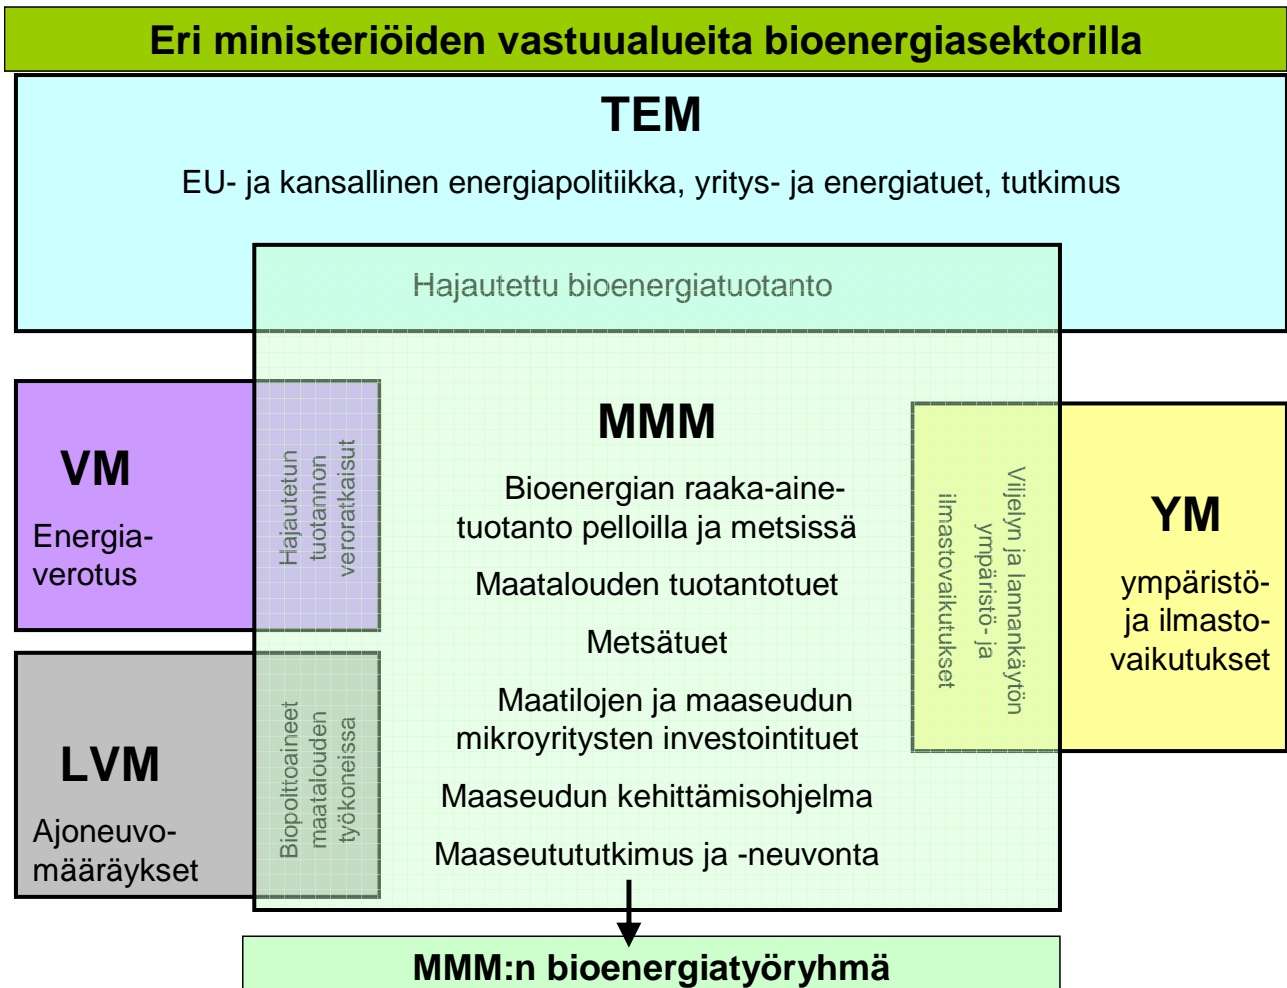 Eri ministeriöiden vastuualueita bioenergiasektorilla
TEM
EU- ja kansallinen energiapolitiikka, yritys- ja energiatuet, tutkimus
Hajautettu bioenergiatuotanto
VM
Energia-
verotus
Hajautetun
tuotannon
veroratkaisut
LVM
Ajoneuvo-
määräykset
Biopolttoaineet
maatalouden
työkoneissa
MMM
Bioenergian raaka-aine-
tuotanto pelloilla ja metsissä
Maatalouden tuotantotuet
Metsätuet
Maatilojen ja maaseudun
mikroyritysten investointituet
Maaseudun kehittämisohjelma
Maaseutututkimus ja -neuvonta
Viljelyn ja lannankäytön
ympäristö- ja
ilmastovaikutukset
YM
ympäristö-
ja ilmasto-
vaikutukset
MMM:n bioenergiatyöryhmä